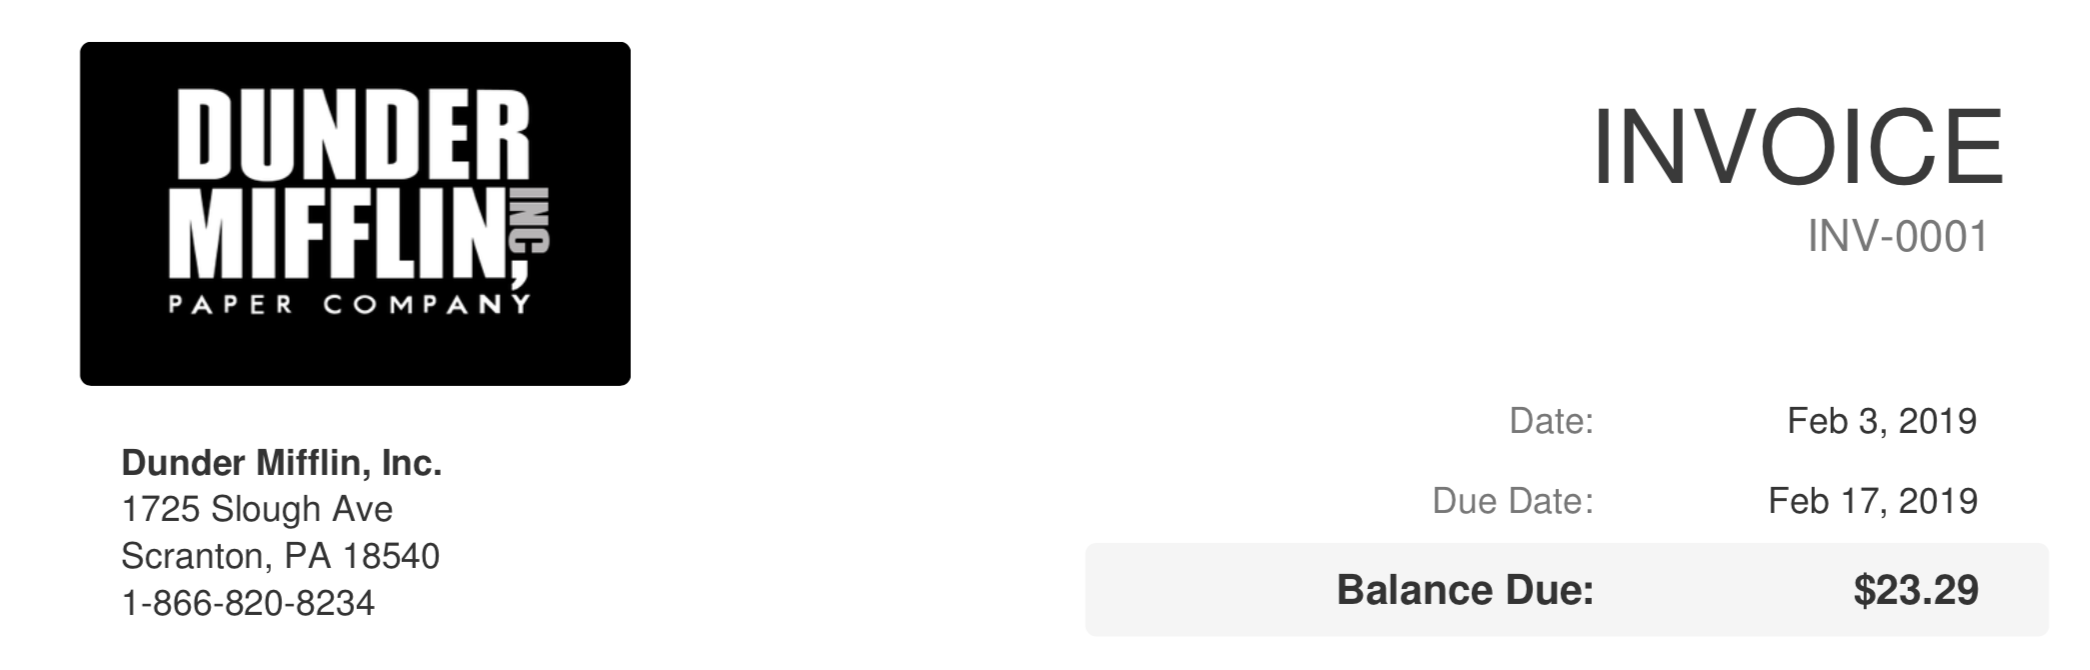 DUNDER
MIFFLIN,
INC.
PAPER COMPANY
INVOICE
INV-0001
Dunder Mifflin, Inc.
1725 Slough Ave
Scranton, PA 18540
1-866-820-8234
Date: Feb 3, 2019
Due Date: Feb 17, 2019
Balance Due: $23.29